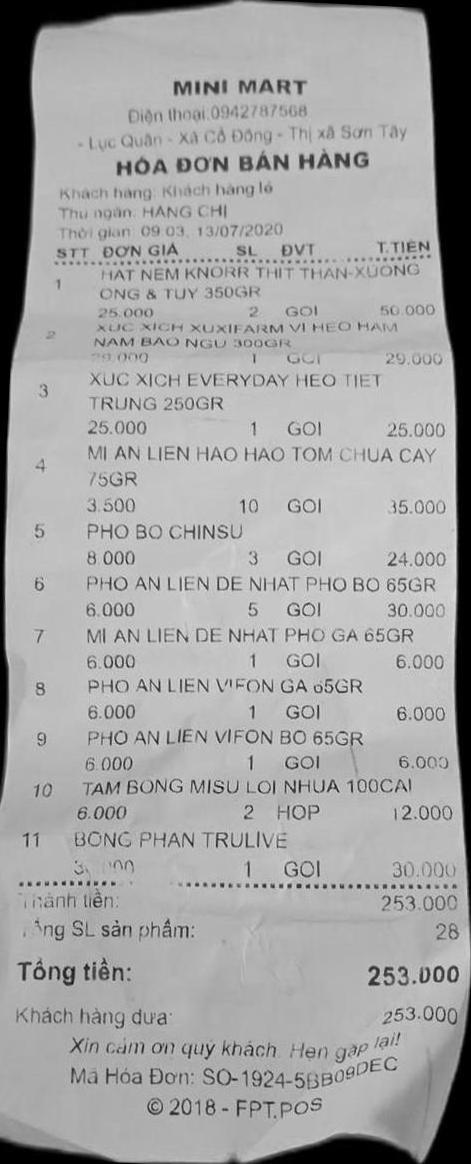 MINI MART
Điện thoại:0942787568
- Lục Quân - Xã Cổ Đông - Thị xã Sơn Tây
HÓA ĐƠN BÁN HÀNG
Khách hàng: Khách hàng lẻ
Thu ngân: HẰNG CHỊ
Thời gian: 09:03, 13/07/2020
STT ĐƠN GIÁ SL ĐVT T.TIỀN
1 HAT NEM KNORR THIT THAN-XUONG
ONG & TUY 350GR
25.000 2 GOI 50.000
2 XUC XICH XUXIFARM VI HEO HAM
NAM BAO NGU 300GR
29.000 1 GOI 29.000
3 XUC XICH EVERYDAY HEO TIET
TRUNG 250GR
25.000 1 GOI 25.000
4 MI AN LIEN HAO HAO TOM CHUA CAY
75GR
3.500 10 GOI 35.000
5 PHO BO CHINSU
8.000 3 GOI 24.000
6 PHO AN LIEN DE NHAT PHO BO 65GR
6.000 5 GOI 30.000
7 MI AN LIEN DE NHAT PHO GA 65GR
6.000 1 GOI 6.000
8 PHO AN LIEN VIFON GA 65GR
6.000 1 GOI 6.000
9 PHO AN LIEN VIFON BO 65GR
6.000 1 GOI 6.000
10 TAM BONG MISU LOI NHUA 100CAI
6.000 2 HOP 12.000
11 BONG PHAN TRULIVE
1 GOI 30.000
Thành tiền: 253.000
Tổng SL sản phẩm: 28
Tổng tiền: 253.000
Khách hàng đưa: 253.000
Xin cảm ơn quý khách. Hẹn gặp lại!
Mã Hóa Đơn: SO-1924-5BB09DEC
© 2018 - FPT.POS